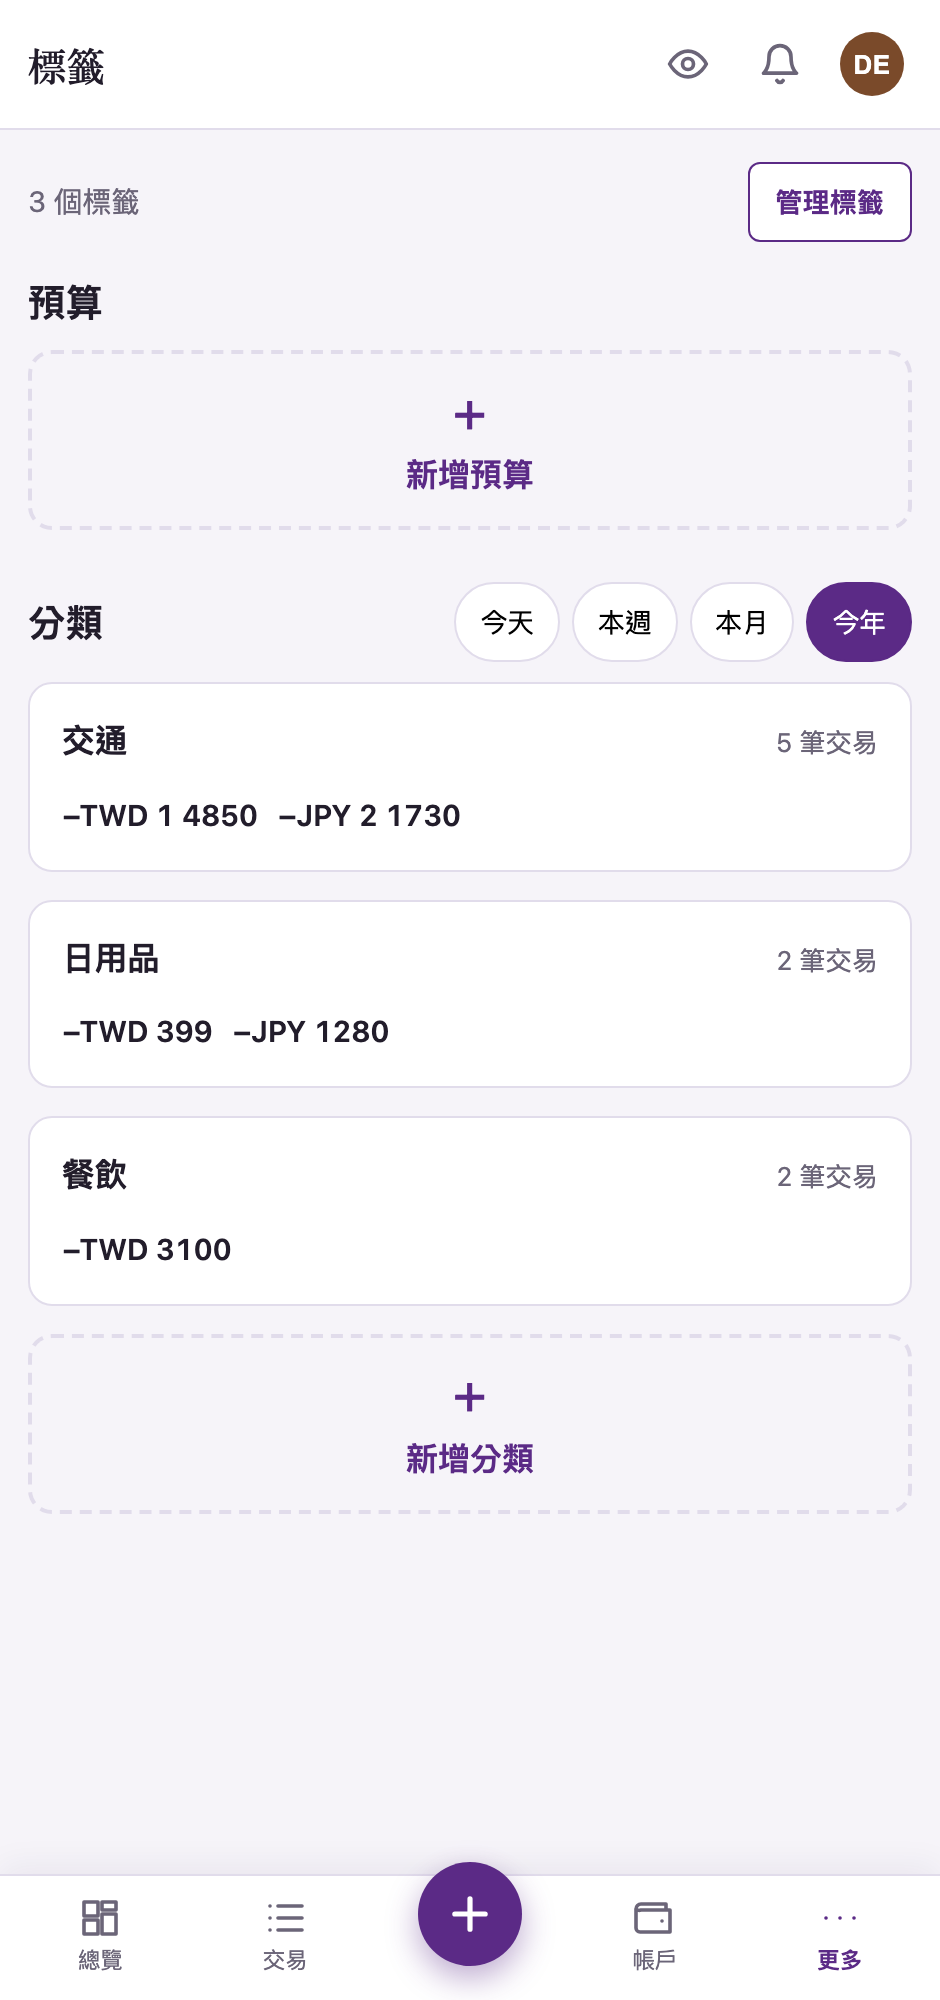 標籤
DE
3 個標籤
管理標籤
預算
+
新增預算
分類
今天 本週 本月 今年
交通 5 筆交易
–TWD 1 4850 –JPY 2 1730
日用品 2 筆交易
–TWD 399 –JPY 1280
餐飲 2 筆交易
–TWD 3100
+
新增分類
總覽 交易 帳戶 更多